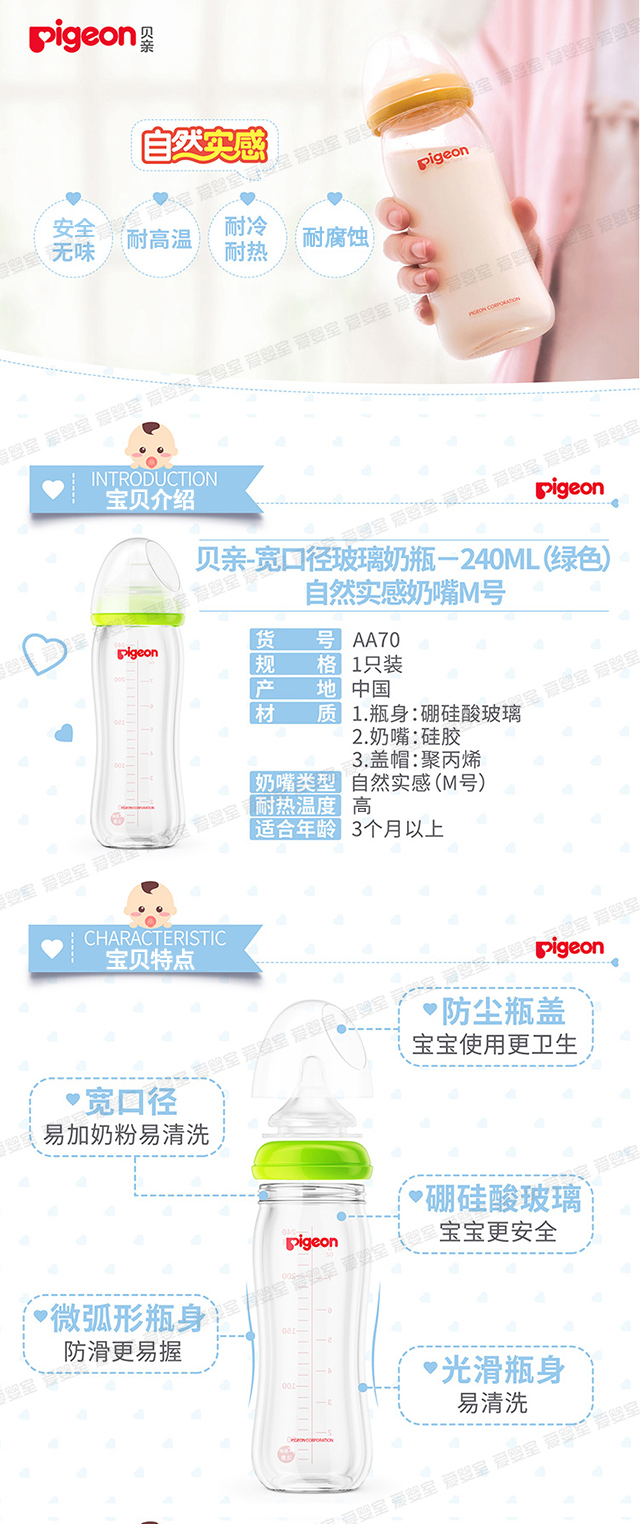 pigeon 贝亲
自然实感
安全
无味
耐高温
耐冷
耐热
耐腐蚀
pigeon
PIGEON CORPORATION
INTRODUCTION
宝贝介绍
pigeon
贝亲-宽口径玻璃奶瓶－240ML（绿色）
自然实感奶嘴M号
pigeon
PIGEON CORPORATION
货号 AA70
规格 1只装
产地 中国
材质 1.瓶身：硼硅酸玻璃
2.奶嘴：硅胶
3.盖帽：聚丙烯
奶嘴类型 自然实感（M号）
耐热温度 高
适合年龄 3个月以上
CHARACTERISTIC
宝贝特点
pigeon
防尘瓶盖
宝宝使用更卫生
宽口径
易加奶粉易清洗
硼硅酸玻璃
宝宝更安全
pigeon
微弧形瓶身
防滑更易握
光滑瓶身
易清洗
PIGEON CORPORATION
爱婴室